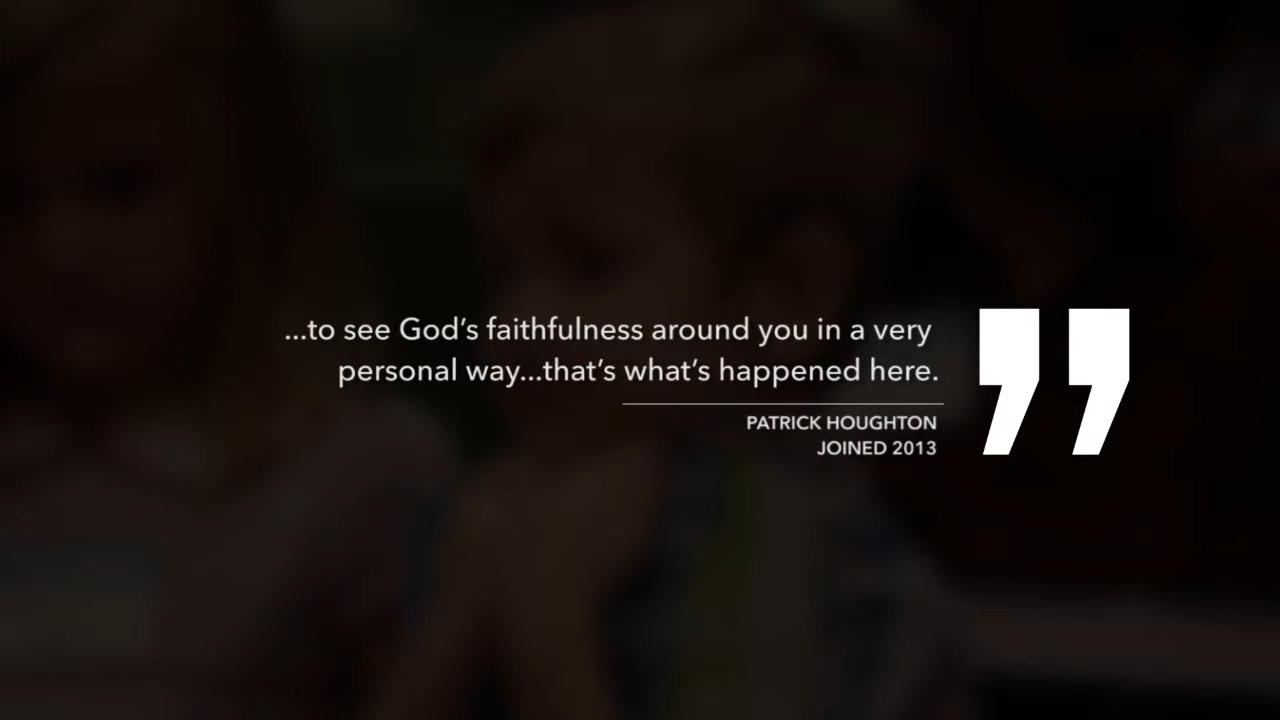 ...to see God's faithfulness around you in a very
personal way...that's what's happened here.
PATRICK HOUGHTON
JOINED 2013
”